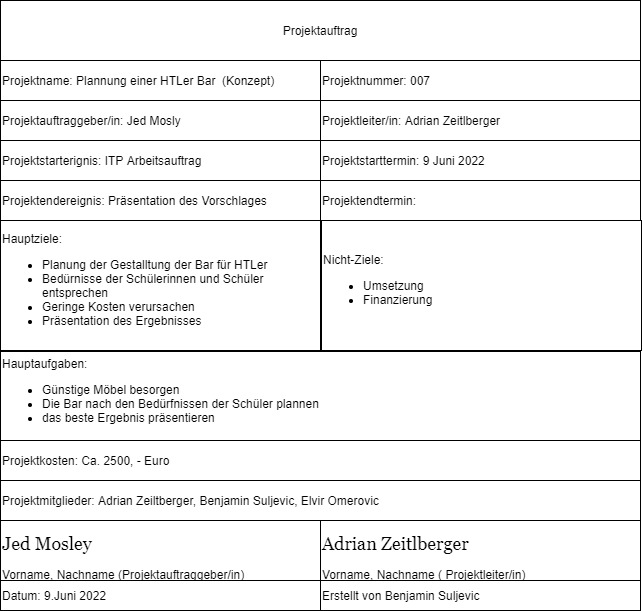 Projektauftrag
Projektname: Plannung einer HTLer Bar  (Konzept)
Projektnummer: 007
Projektauftraggeber/in: Jed Mosly
Projektleiter/in: Adrian Zeitlberger
Projektstarterignis: ITP Arbeitsauftrag
Projektstarttermin: 9 Juni 2022
Projektendereignis: Präsentation des Vorschlages
Projektendtermin:
Hauptziele:
• Planung der Gestalltung der Bar für HTLer
• Bedürnisse der Schülerinnen und Schüler
entsprechen
• Geringe Kosten verursachen
• Präsentation des Ergebnisses
Nicht-Ziele:
• Umsetzung
• Finanzierung
Hauptaufgaben:
• Günstige Möbel besorgen
• Die Bar nach den Bedürfnissen der Schüler plannen
• das beste Ergebnis präsentieren
Projektkosten: Ca. 2500, - Euro
Projektmitglieder: Adrian Zeiltberger, Benjamin Suljevic, Elvir Omerovic
Jed Mosley
Vorname, Nachname (Projektauftraggeber/in)
Adrian Zeitlberger
Vorname, Nachname ( Projektleiter/in)
Datum: 9.Juni 2022
Erstellt von Benjamin Suljevic